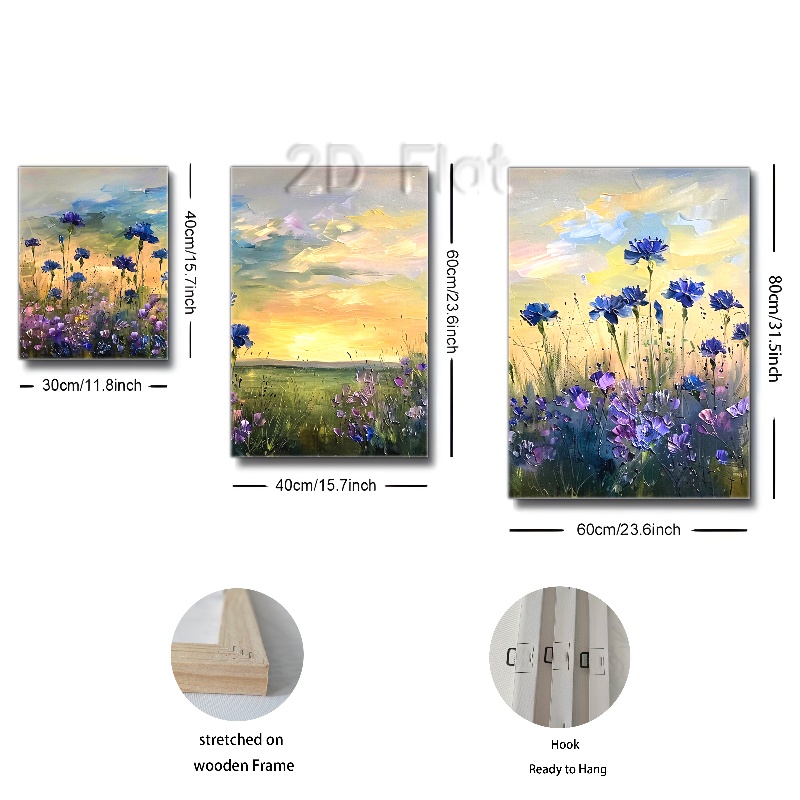 2D Flat
40cm/15.7inch
30cm/11.8inch
60cm/23.6inch
40cm/15.7inch
80cm/31.5inch
60cm/23.6inch
stretched on
wooden Frame
Hook
Ready to Hang